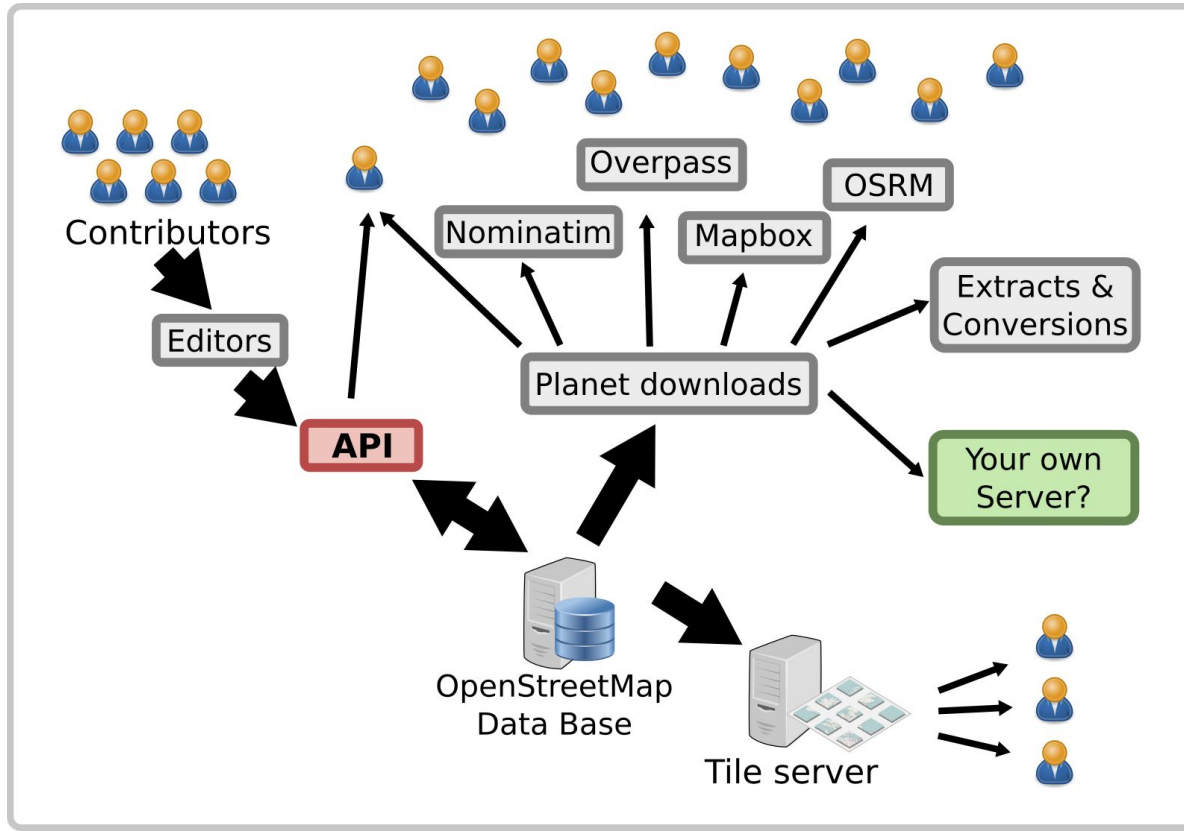 Contributors
Editors
API
Nominatim
Overpass
Mapbox
OSRM
Extracts &
Conversions
Planet downloads
Your own
Server?
OpenStreetMap
Data Base
Tile server